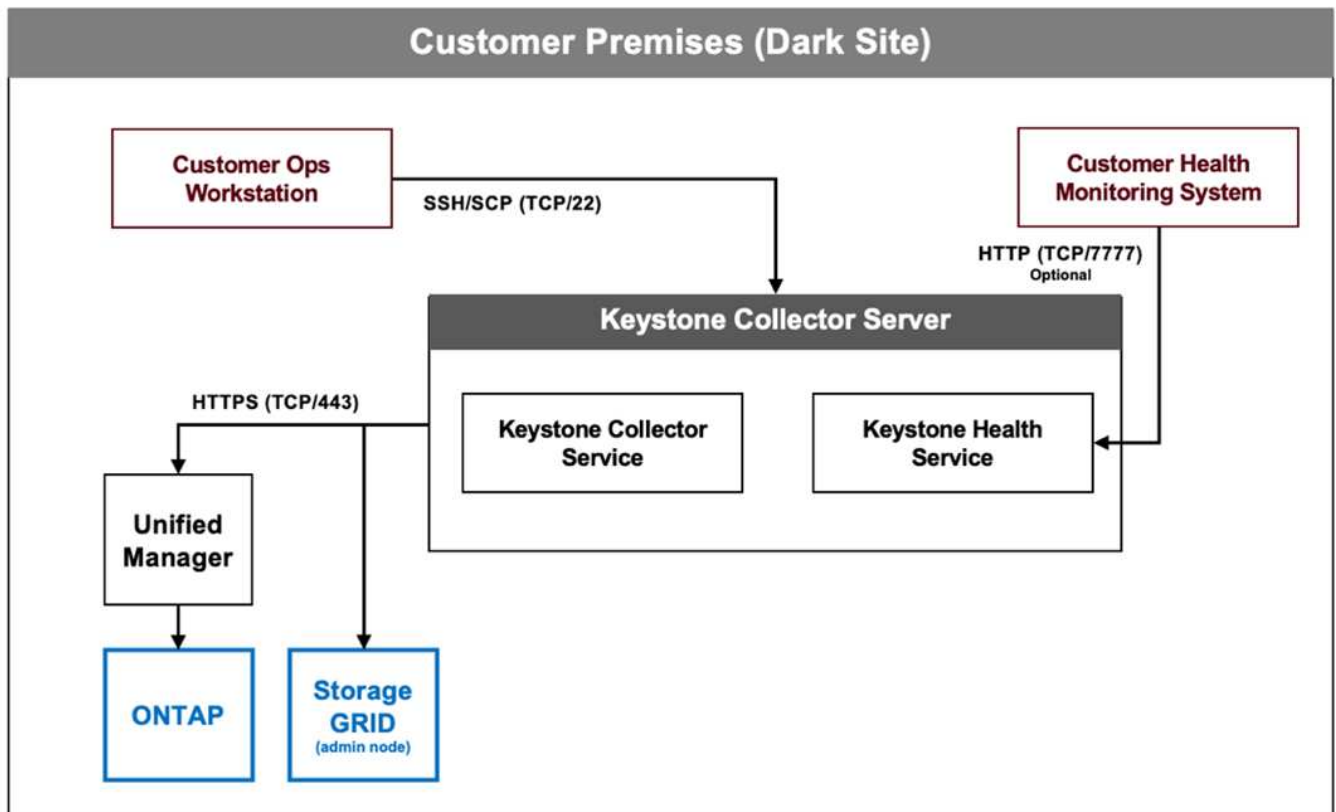 Customer Premises (Dark Site)
Customer Ops
Workstation
Customer Health
Monitoring System
SSH/SCP (TCP/22)
HTTP (TCP/7777)
Optional
Keystone Collector Server
HTTPS (TCP/443)
Keystone Collector
Service
Keystone Health
Service
Unified
Manager
ONTAP
Storage
GRID
(admin node)